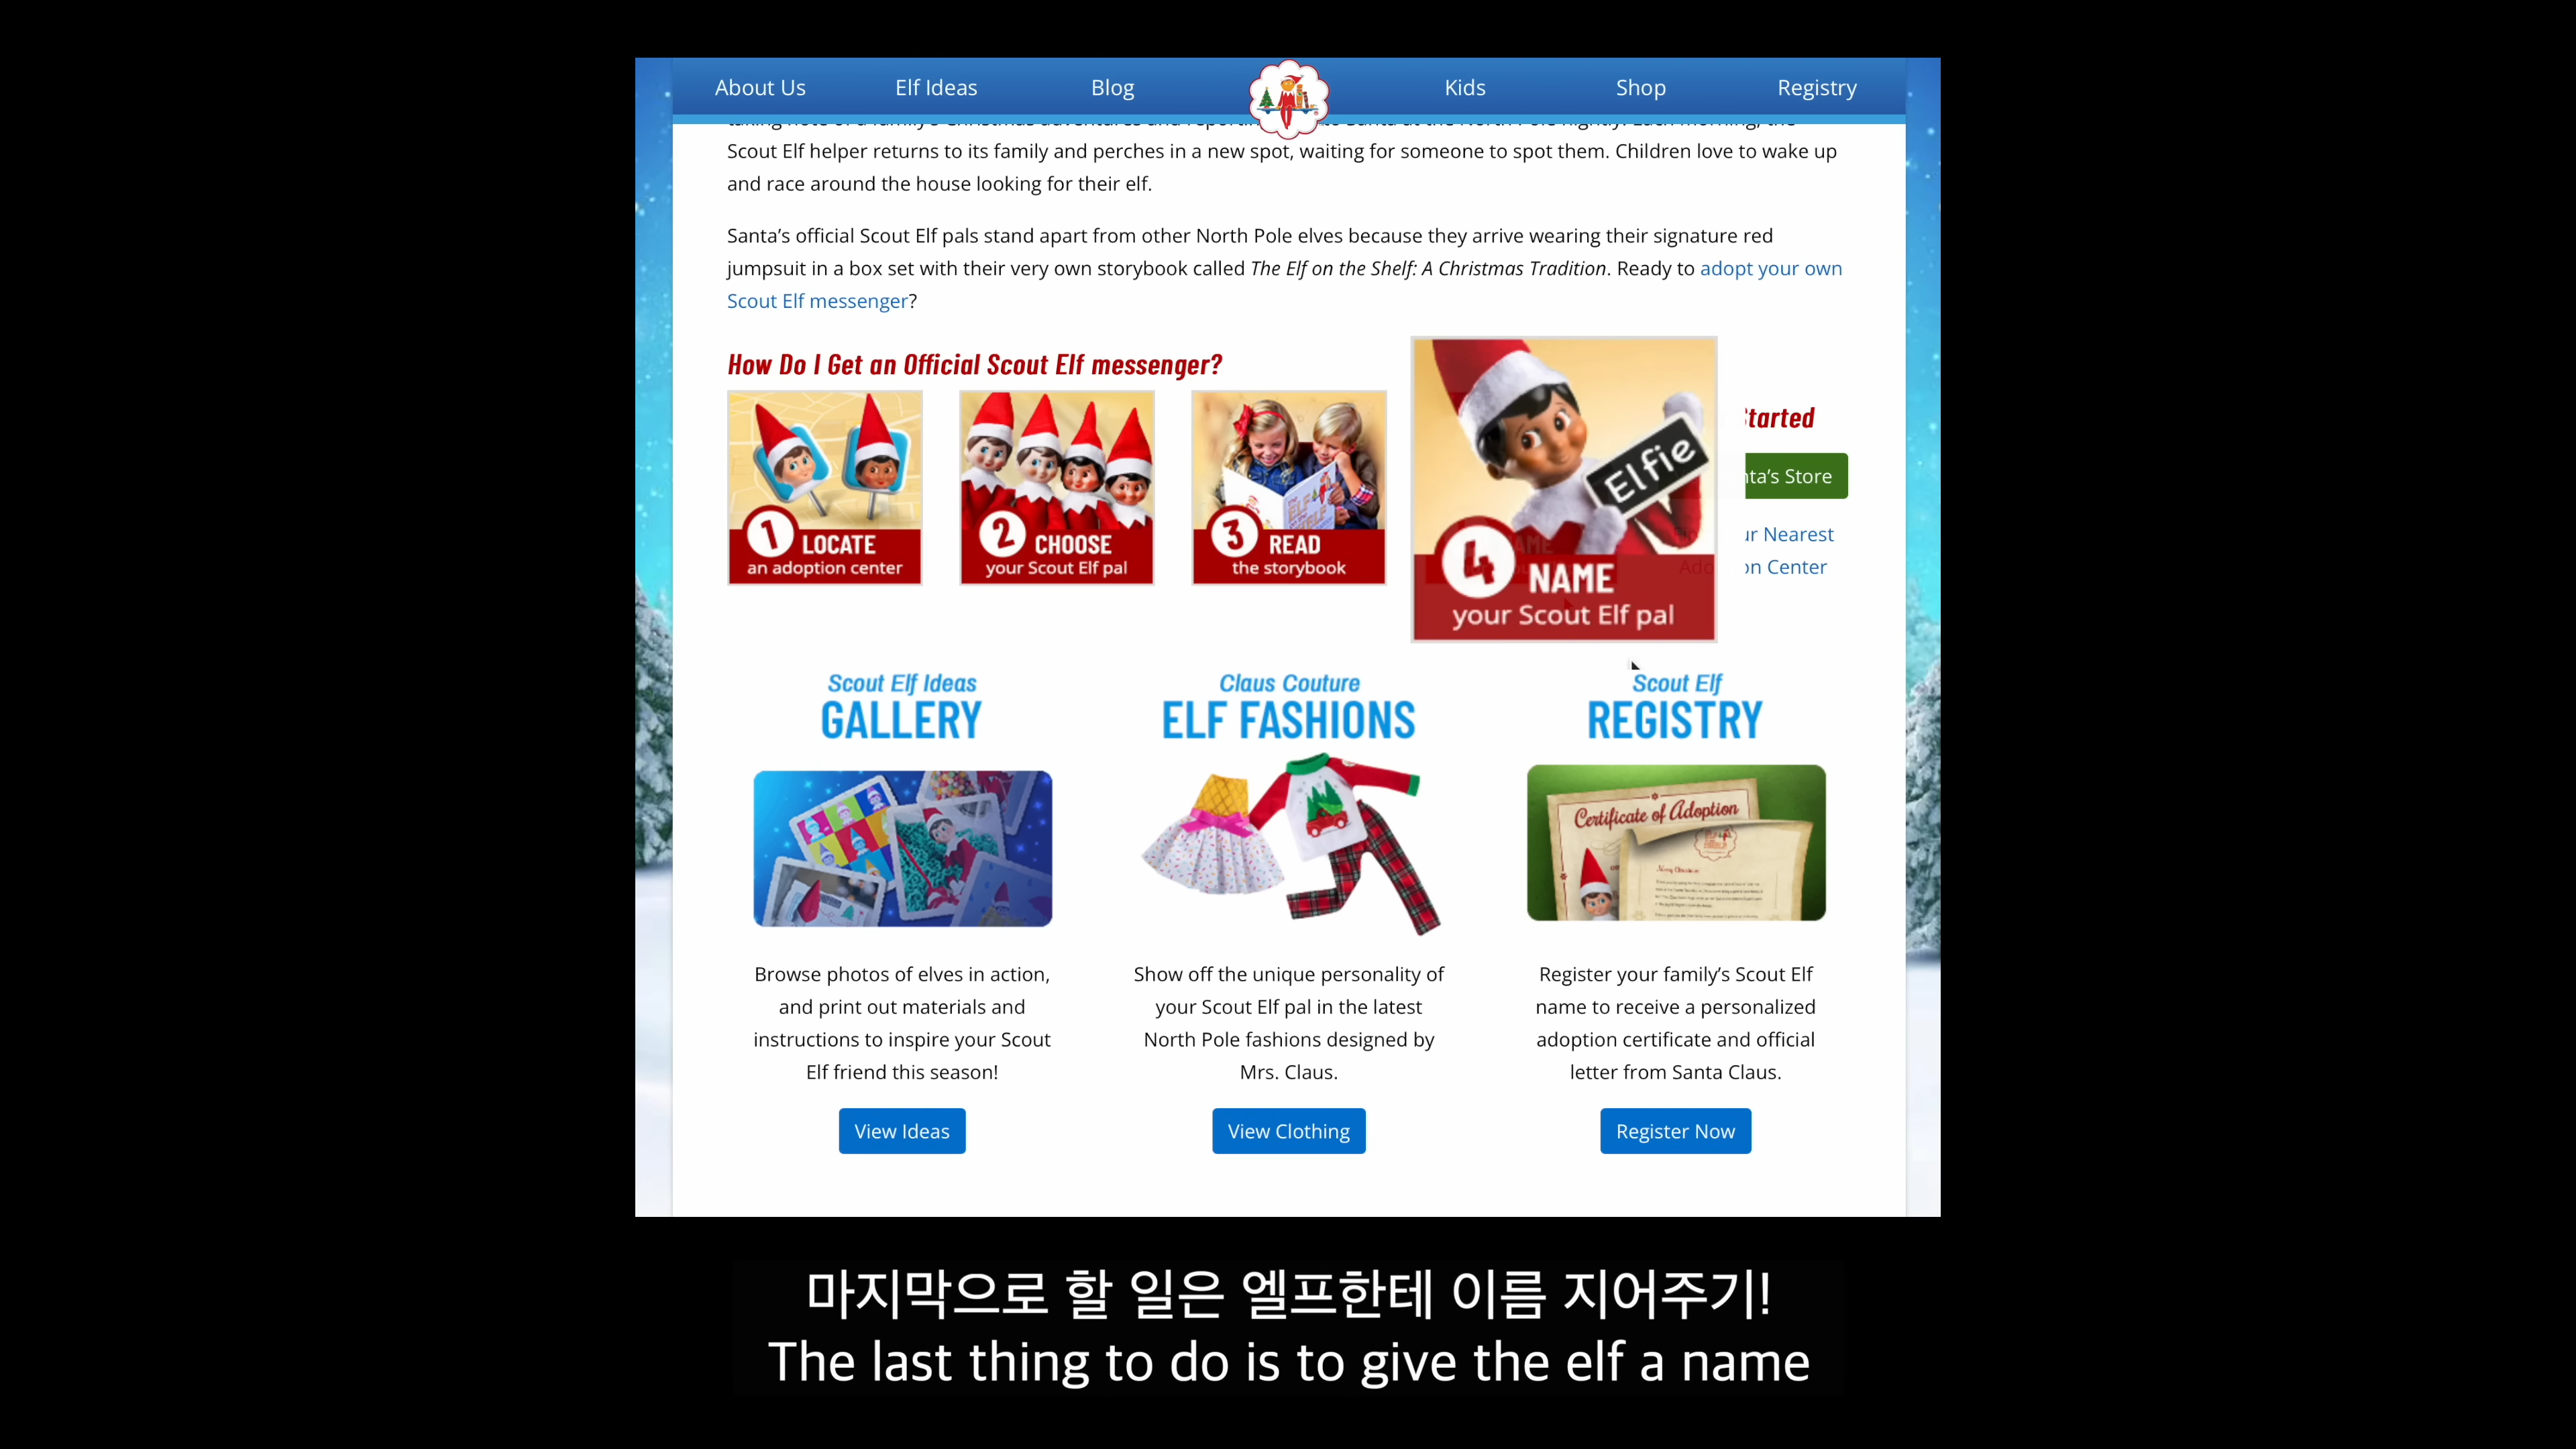 About Us Elf Ideas Blog Kids Shop Registry
Scout Elf helper returns to its family and perches in a new spot, waiting for someone to spot them. Children love to wake up
and race around the house looking for their elf.
Santa’s official Scout Elf pals stand apart from other North Pole elves because they arrive wearing their signature red
jumpsuit in a box set with their very own storybook called The Elf on the Shelf: A Christmas Tradition. Ready to adopt your own
Scout Elf messenger?
How Do I Get an Official Scout Elf messenger?
1 LOCATE
an adoption center
2 CHOOSE
your Scout Elf pal
3 READ
the storybook
Elfie
4 NAME
your Scout Elf pal
Started
nta’s Store
ur Nearest
on Center
Scout Elf Ideas
GALLERY
Browse photos of elves in action,
and print out materials and
instructions to inspire your Scout
Elf friend this season!
View Ideas
Claus Couture
ELF FASHIONS
Show off the unique personality of
your Scout Elf pal in the latest
North Pole fashions designed by
Mrs. Claus.
View Clothing
Scout Elf
REGISTRY
Certificate of Adoption
Register your family’s Scout Elf
name to receive a personalized
adoption certificate and official
letter from Santa Claus.
Register Now
마지막으로 할 일은 엘프한테 이름 지어주기!
The last thing to do is to give the elf a name